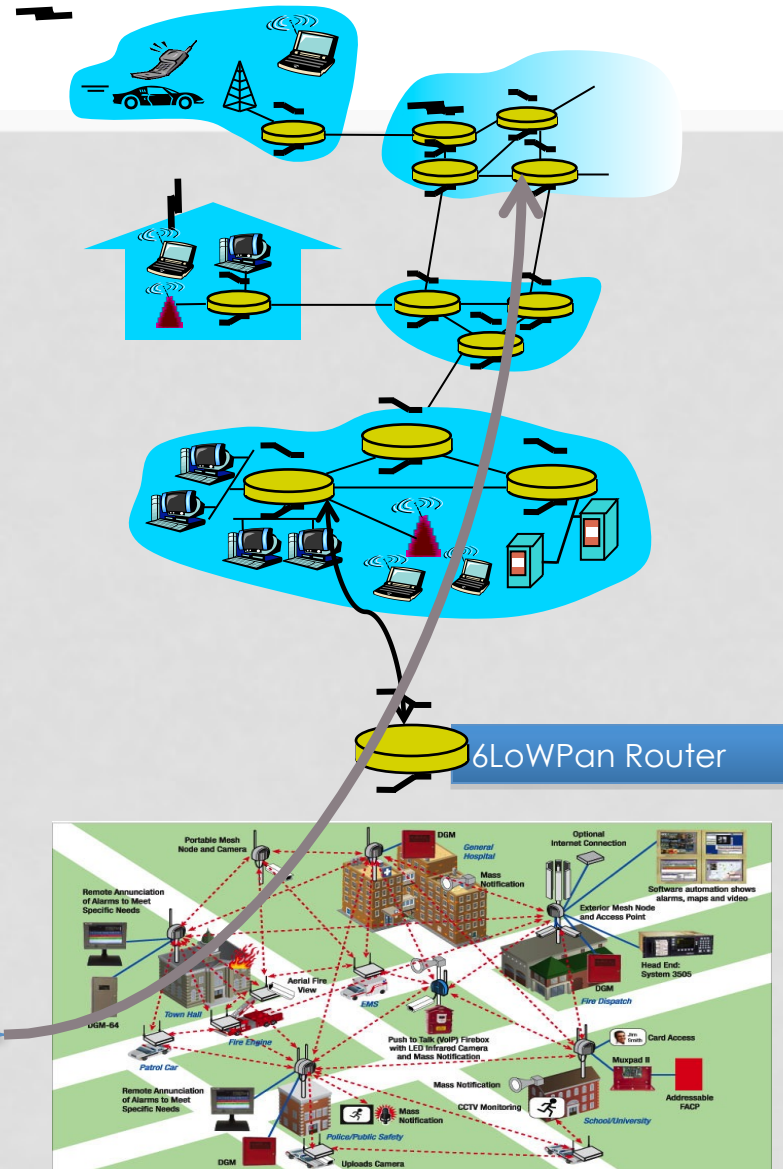 6LoWPan Router
Portable Mesh
Node and Camera
DGM
General
Hospital
Optional
Internet Connection
Mass
Notification
Software automation shows
alarms, maps and video
Remote Annunciation
of Alarms to Meet
Specific Needs
Exterior Mesh Node
and Access Point
Head End:
System 3505
Aerial Fire
View
EMS
DGM
Fire Dispatch
Town Hall
DGM-64
Fire Engine
Push to Talk (VoIP) Firebox
with LED Infrared Camera
and Mass Notification
Jim
Smith
Card Access
Patrol Car
Muxpad II
Mass Notification
Addressable
FACP
Remote Annunciation
of Alarms to Meet
Specific Needs
CCTV Monitoring
Mass
Notification
School/University
Police/Public Safety
DGM
Uploads Camera